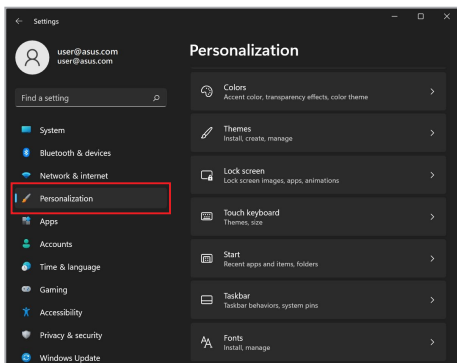 Settings
user@asus.com
user@asus.com
Find a setting
System
Bluetooth & devices
Network & internet
Personalization
Apps
Accounts
Time & language
Gaming
Accessibility
Privacy & security
Windows Update
Personalization
Colors
Accent color, transparency effects, color theme
Themes
Install, create, manage
Lock screen
Lock screen images, apps, animations
Touch keyboard
Themes, size
Start
Recent apps and items, folders
Taskbar
Taskbar behaviors, system pins
Fonts
Install, manage